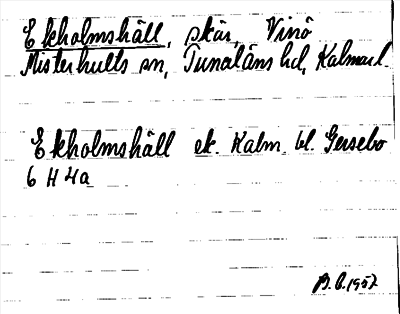 Ekholmshäll, skär, Vinö
Misterhults sn, Tunaläns hd, Kalmar l.
Ekholmshäll ek. Kalm. bl. Gersebo
6 H 4a
B.B. 1957